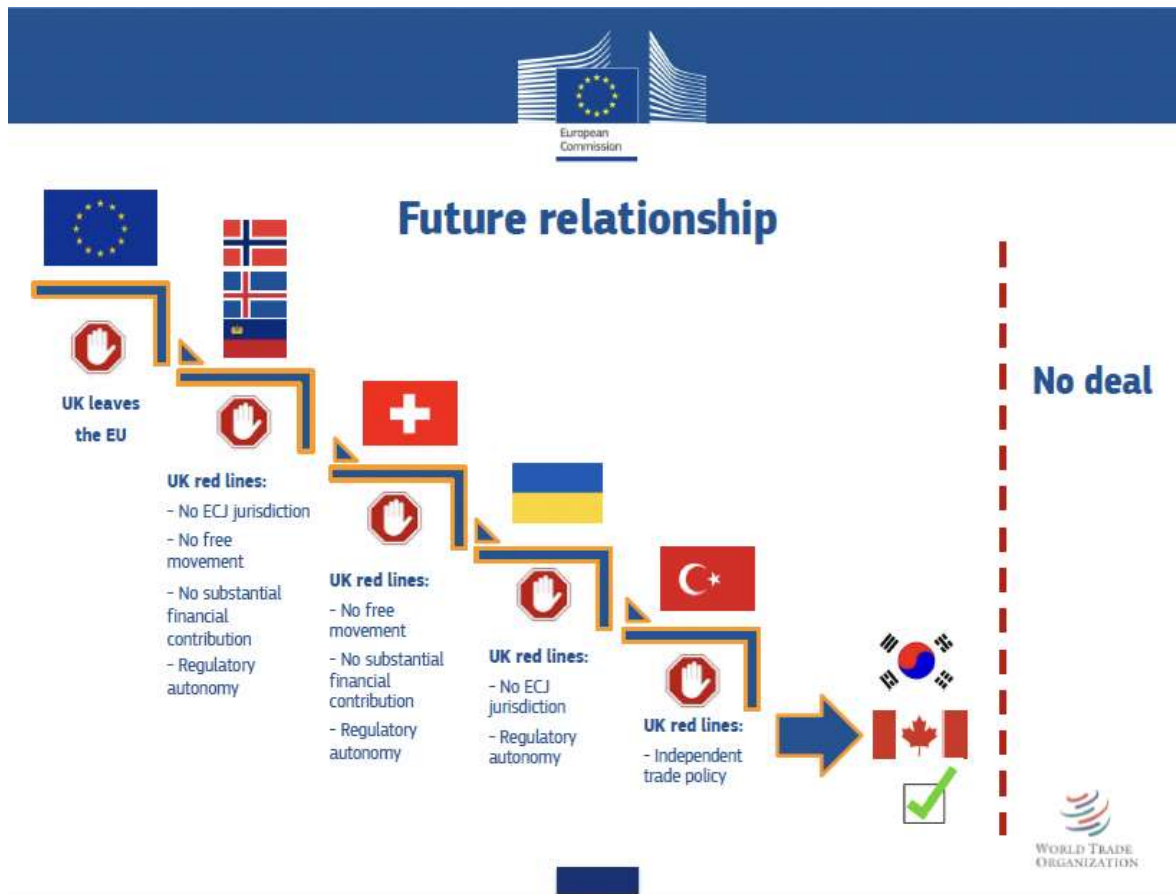 European
Commission
Future relationship
No deal
UK leaves
the EU
UK red lines:
- No ECJ jurisdiction
- No free
movement
- No substantial
financial
contribution
- Regulatory
autonomy
UK red lines:
- No free
movement
- No substantial
financial
contribution
- Regulatory
autonomy
UK red lines:
- No ECJ
jurisdiction
- Regulatory
autonomy
UK red lines:
- Independent
trade policy
WORLD TRADE
ORGANIZATION